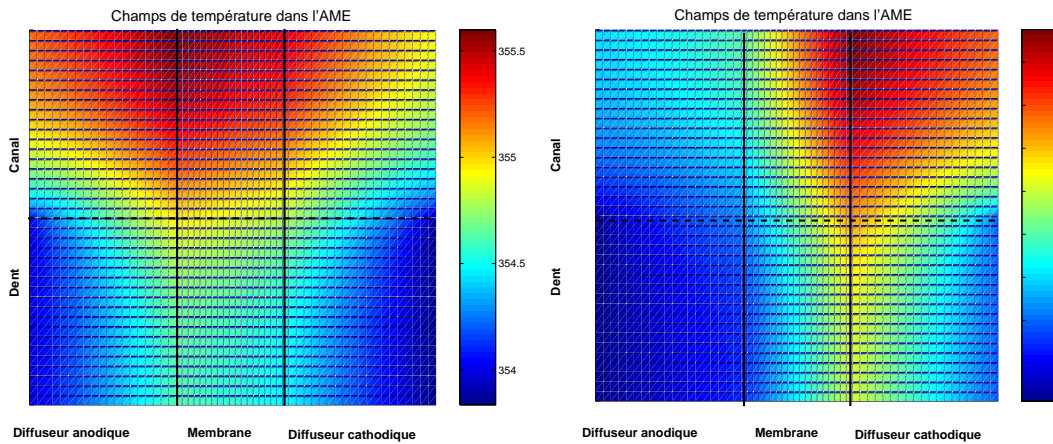 Champs de température dans l'AME
Canal
Dent
355.5
355
354.5
354
Diffuseur anodique
Membrane
Diffuseur cathodique
Champs de température dans l'AME
Canal
Dent
Diffuseur anodique
Membrane
Diffuseur cathodique